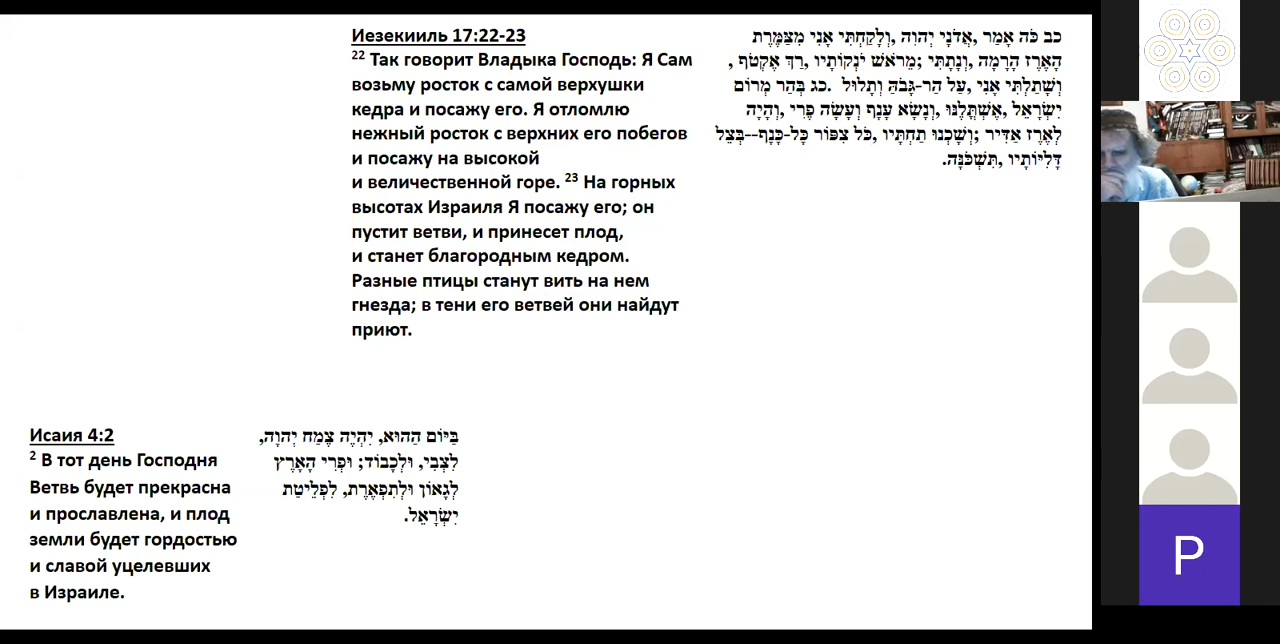 Иезекииль 17:22-23
22 Так говорит Владыка Господь: Я Сам
возьму росток с самой верхушки
кедра и посажу его. Я отломлю
нежный росток с верхних его побегов
и посажу на высокой
и величественной горе. 23 На горных
высотах Израиля Я посажу его; он
пустит ветви, и принесет плод,
и станет благородным кедром.
Разные птицы станут вить на нем
гнезда; в тени его ветвей они найдут
приют.
כב כֹּה אָמַר ,אֲדֹנָי יְהוִה ,וְלָקַחְתִּי אָנִי מִצַּמֶּרֶת
הָאֶרֶז הָרָמָה ,וְנָתָתִּי ;מֵרֹאשׁ יֹנְקוֹתָיו ,רַךְ אֶקְטֹף ,
וְשָׁתַלְתִּי אָנִי ,עַל הַר-גָּבֹהַּ וְתָלוּל .כג בְּהַר מְרוֹם
יִשְׂרָאֵל ,אֶשְׁתֳּלֶנּוּ ,וְנָשָׂא עָנָף וְעָשָׂה פֶרִי ,וְהָיָה
לְאֶרֶז אַדִּיר ;וְשָׁכְנוּ תַחְתָּיו ,כֹּל צִפּוֹר כָּל-כָּנָף--בְּצֵל
דָּלִיּוֹתָיו ,תִּשְׁכֹּנָּה.
Исаия 4:2
2 В тот день Господня
Ветвь будет прекрасна
и прославлена, и плод
земли будет гордостью
и славой уцелевших
в Израиле.
בַּיּוֹם הַהוּא, יִהְיֶה צֶמַח יְהוָה,
לִצְבִי, וּלְכָבוֹד; וּפְרִי הָאָרֶץ
לְגָאוֹן וּלְתִפְאֶרֶת, לִפְלֵיטַת
יִשְׂרָאֵל.
P